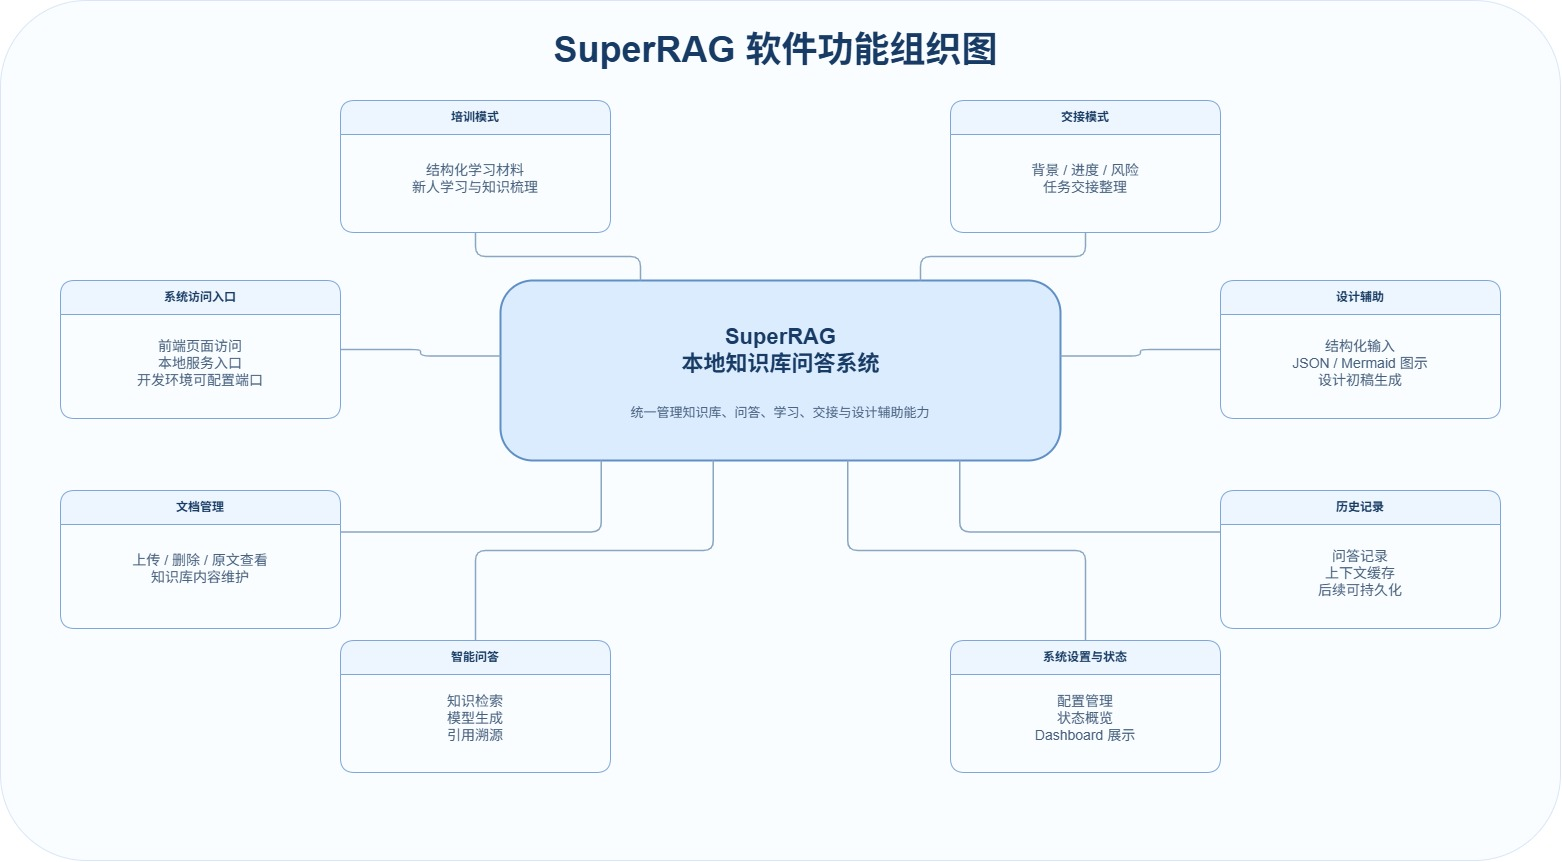 SuperRAG 软件功能组织图
培训模式
结构化学习材料
新人学习与知识梳理
交接模式
背景 / 进度 / 风险
任务交接整理
系统访问入口
前端页面访问
本地服务入口
开发环境可配置端口
SuperRAG
本地知识库问答系统
统一管理知识库、问答、学习、交接与设计辅助能力
设计辅助
结构化输入
JSON / Mermaid 图示
设计初稿生成
文档管理
上传 / 删除 / 原文查看
知识库内容维护
历史记录
问答记录
上下文缓存
后续可持久化
智能问答
知识检索
模型生成
引用溯源
系统设置与状态
配置管理
状态概览
Dashboard 展示